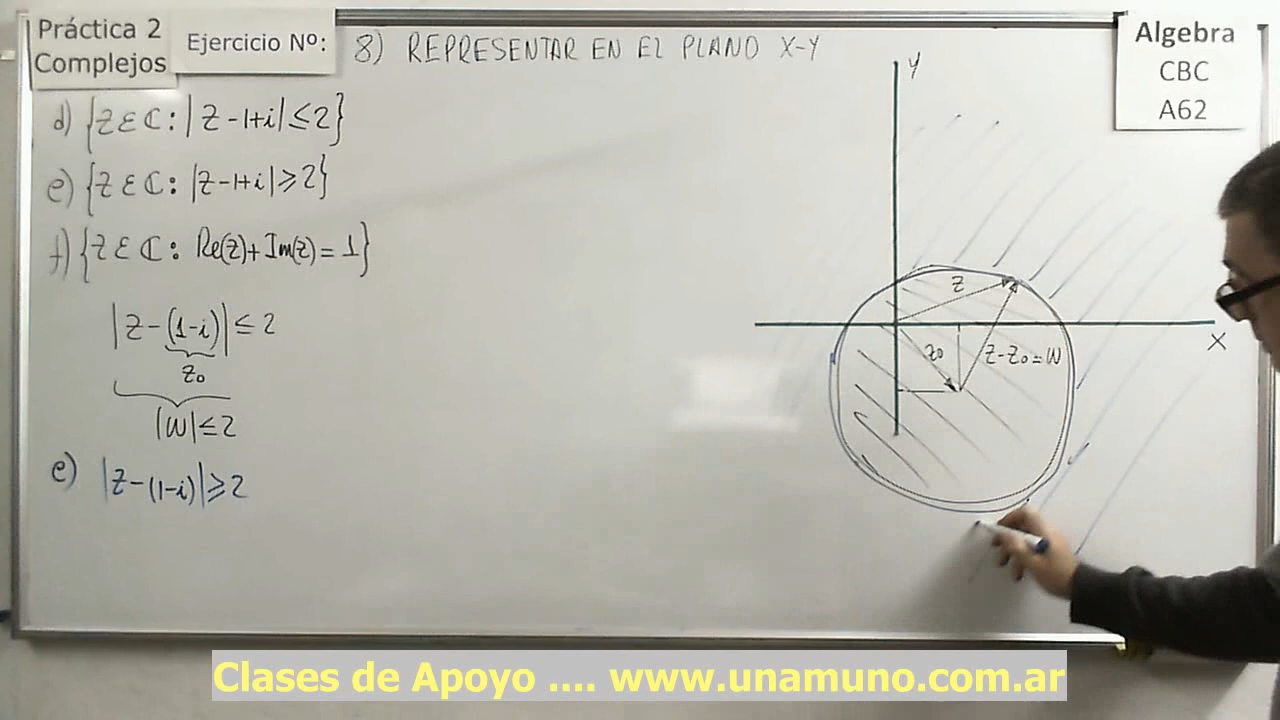 Práctica 2
Complejos
Ejercicio Nº:
8) REPRESENTAR EN EL PLANO X-Y
Algebra
CBC
A62
d) {Z ε ℂ : | Z -1+i| ≤ 2}
e) {Z ε ℂ : |Z-1+i| ⩾ 2}
f) {Z ε ℂ : Re(z)+Im(z) = 1}
|Z-(1-i)| ≤ 2
Z₀
|W| ≤ 2
e) |Z-(1-i)| ⩾ 2
Y
Z
Z₀
Z-Z₀=W
X
Clases de Apoyo .... www.unamuno.com.ar